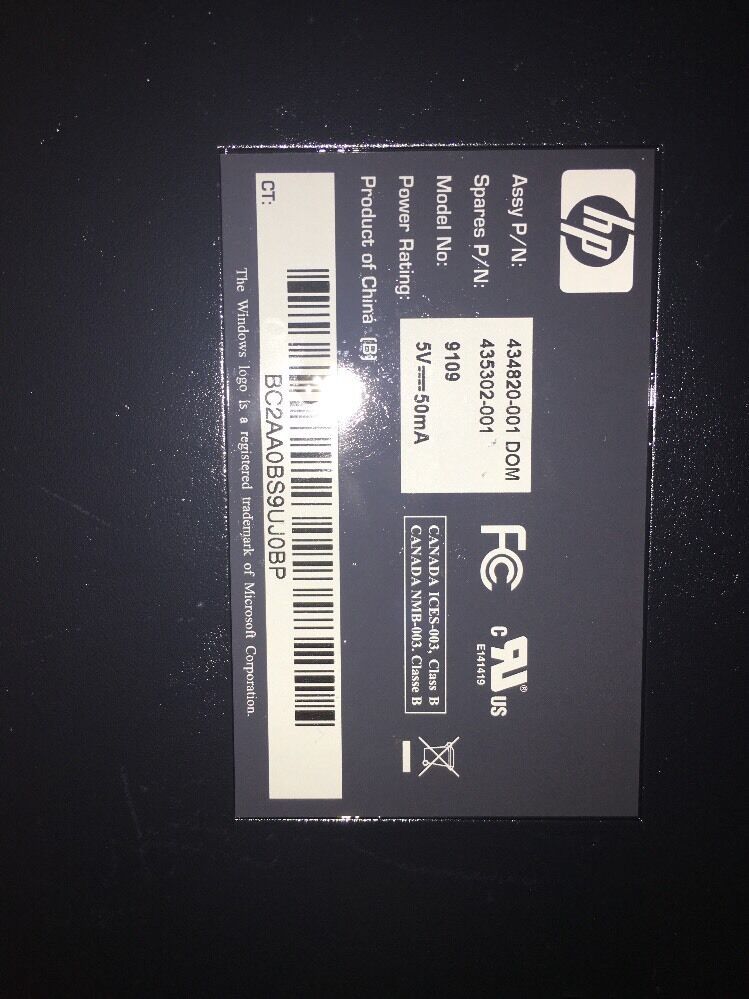 hp
Assy P/N: 434820-001 DOM
Spares P/N: 435302-001
Model No: 9109
Power Rating: 5V 50mA
Product of China [B]
FC
C UR ® US
E141419
CANADA ICES-003, Class B
CANADA NMB-003, Classe B
CT:
BC2AA0BS9UJ0BP
The Windows logo is a registered trademark of Microsoft Corporation.